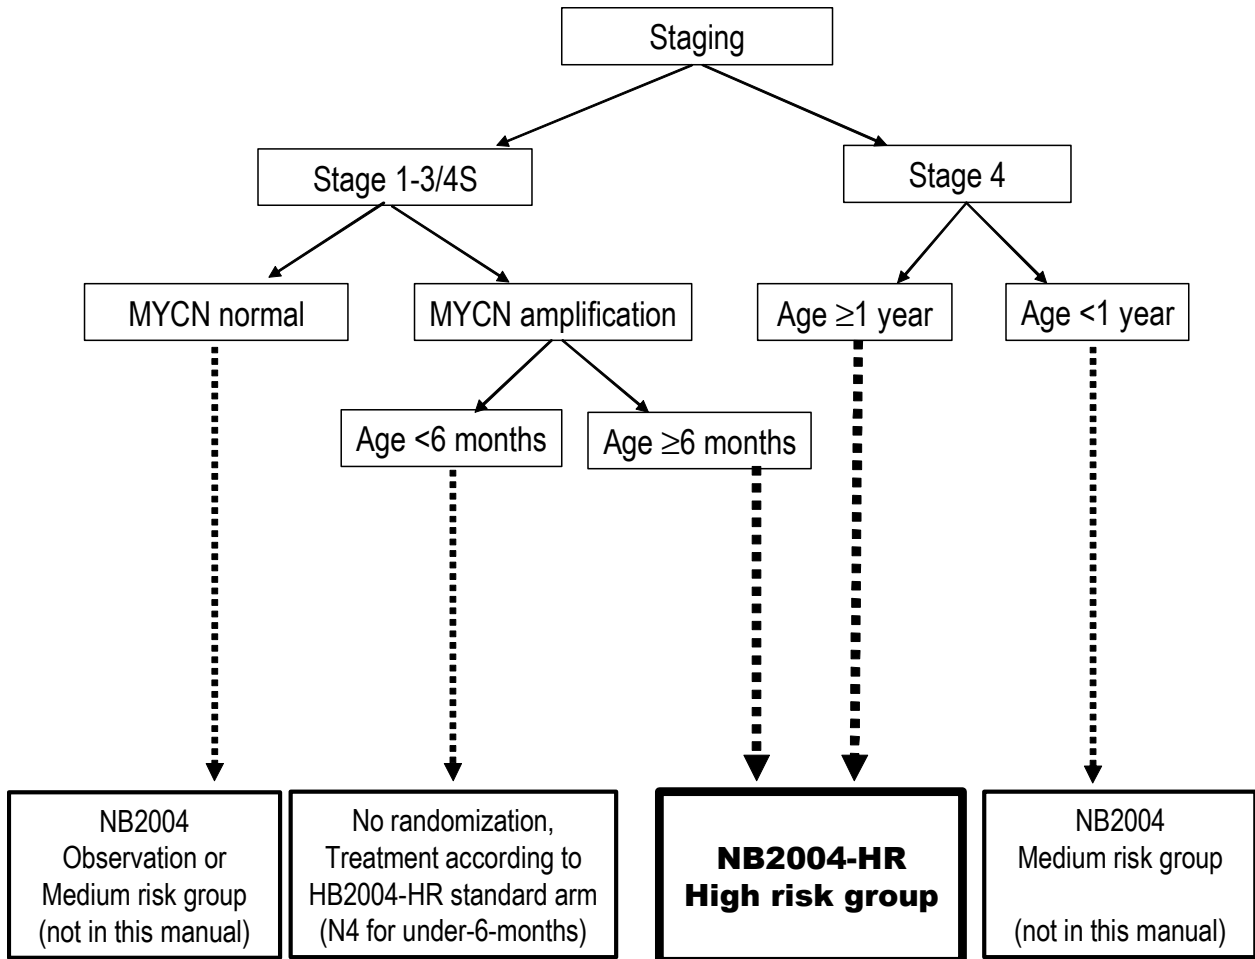 Staging
Stage 1-3/4S
Stage 4
MYCN normal
MYCN amplification
Age ≥1 year
Age <1 year
Age <6 months
Age ≥6 months
NB2004
Observation or
Medium risk group
(not in this manual)
No randomization,
Treatment according to
HB2004-HR standard arm
(N4 for under-6-months)
NB2004-HR
High risk group
NB2004
Medium risk group
(not in this manual)